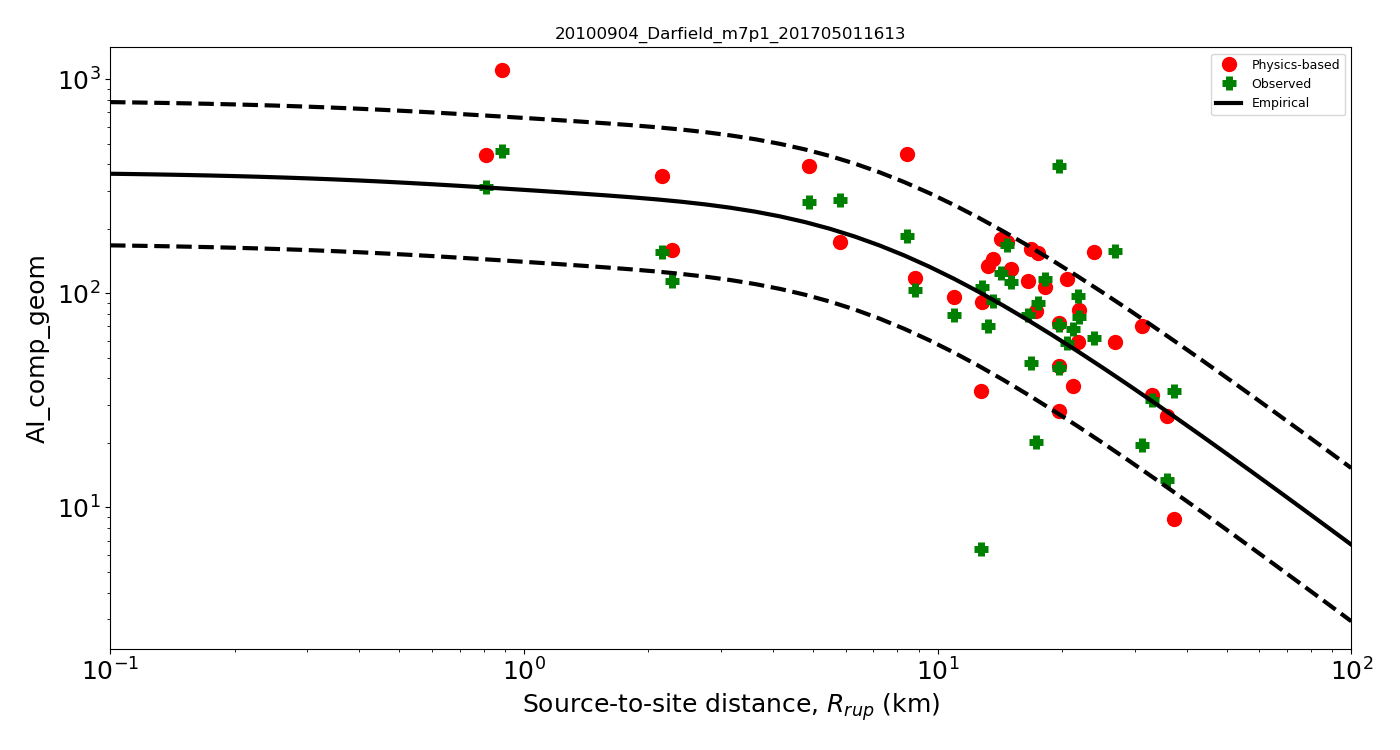 20100904_Darfield_m7p1_201705011613
Physics-based
Observed
Empirical
AI_comp_geom
10³
10²
10¹
10⁻¹ 10⁰ 10¹ 10²
Source-to-site distance, R_rup (km)